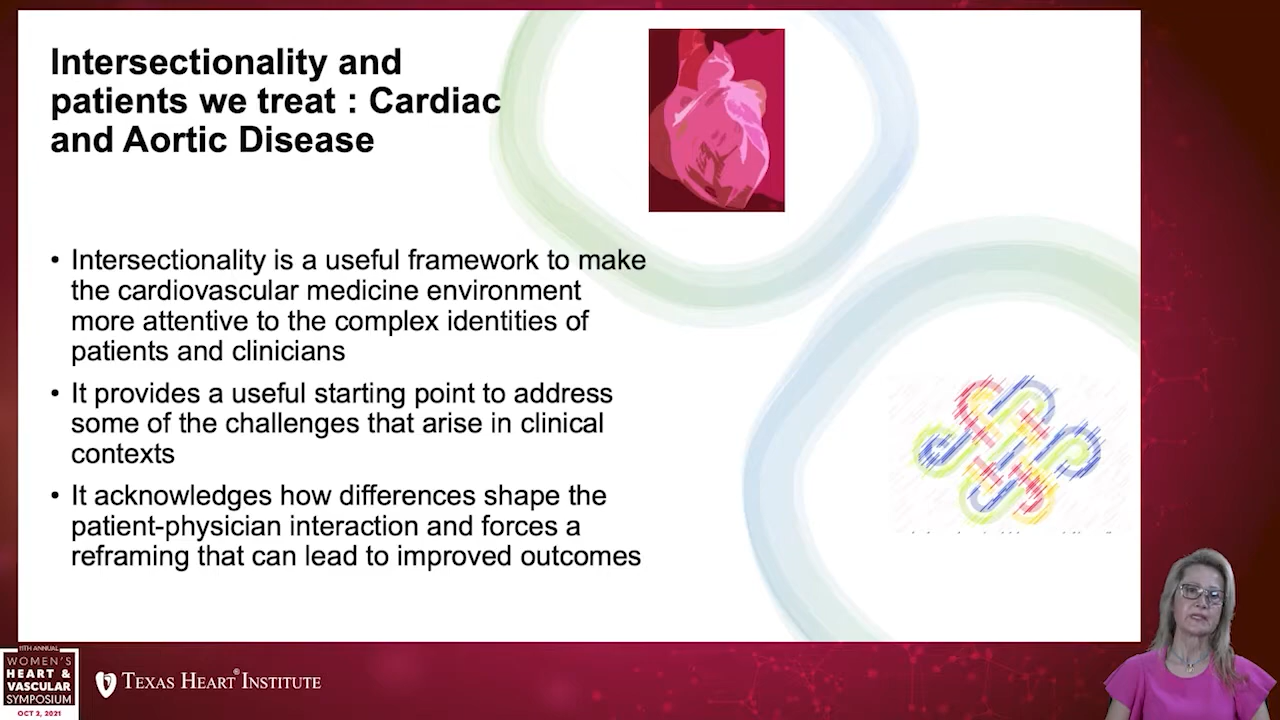 Intersectionality and
patients we treat : Cardiac
and Aortic Disease
• Intersectionality is a useful framework to make
the cardiovascular medicine environment
more attentive to the complex identities of
patients and clinicians
• It provides a useful starting point to address
some of the challenges that arise in clinical
contexts
• It acknowledges how differences shape the
patient-physician interaction and forces a
reframing that can lead to improved outcomes
11TH ANNUAL
WOMEN'S
HEART &
VASCULAR
SYMPOSIUM
OCT 2, 2021
TEXAS HEART® INSTITUTE